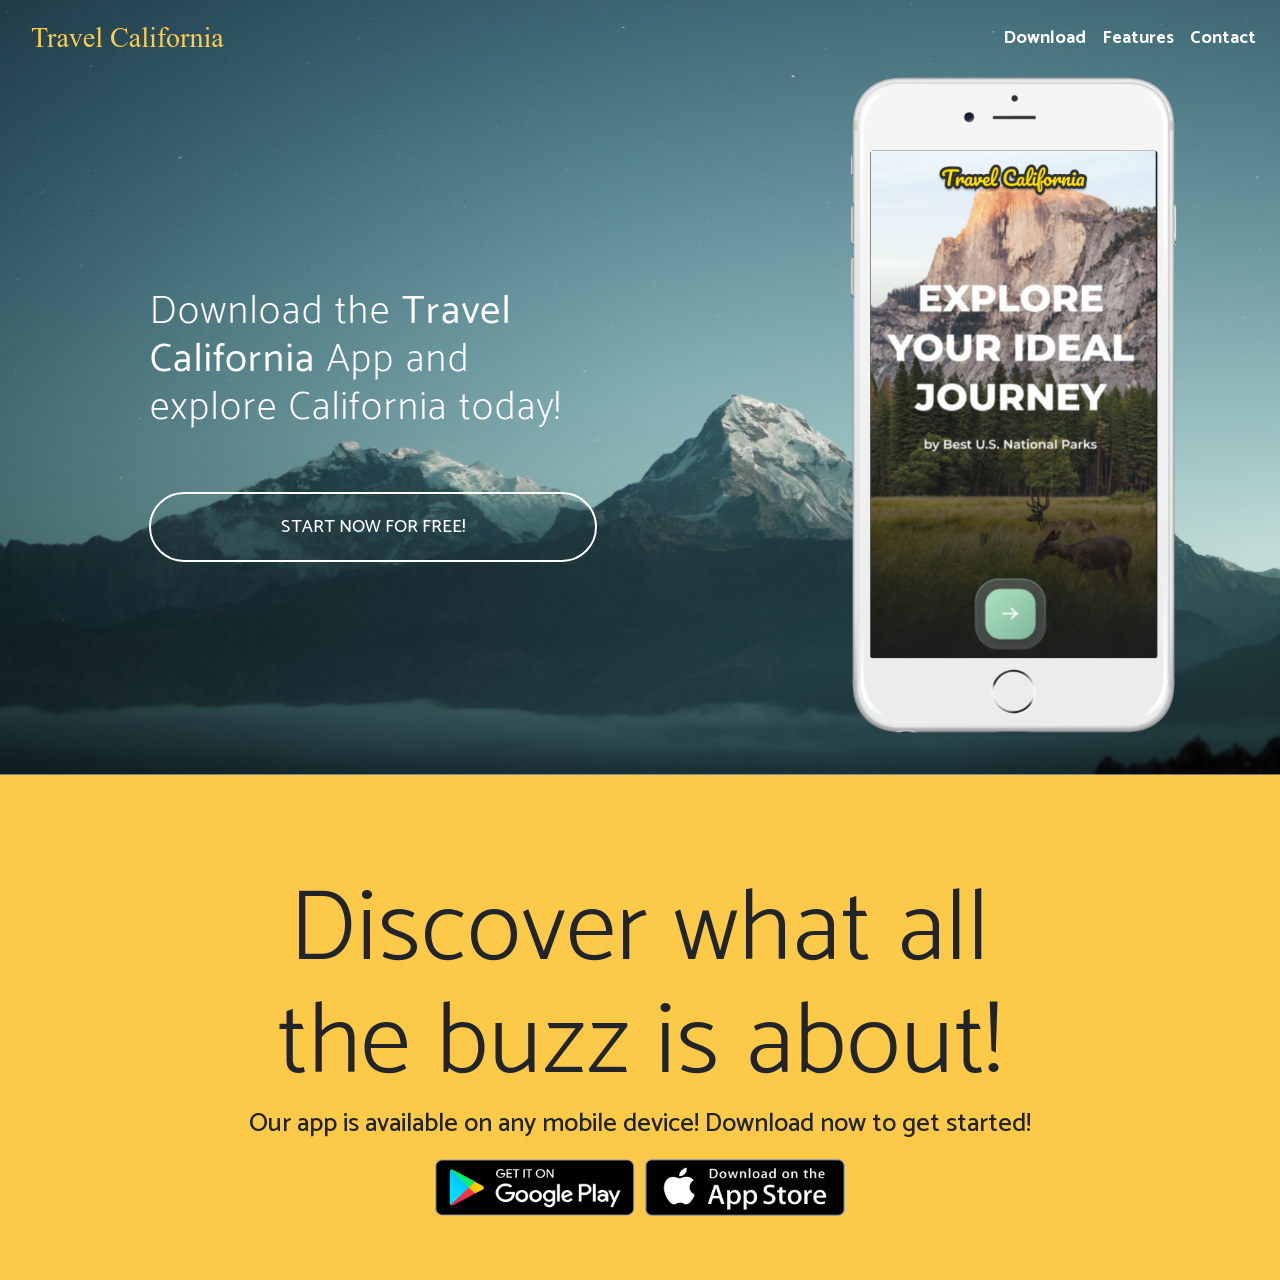 Travel California
Download Features Contact
Travel California
EXPLORE
YOUR IDEAL
JOURNEY
by Best U.S. National Parks
Download the Travel
California App and
explore California today!
START NOW FOR FREE!
Discover what all
the buzz is about!
Our app is available on any mobile device! Download now to get started!
GET IT ON
Google Play
Download on the
App Store